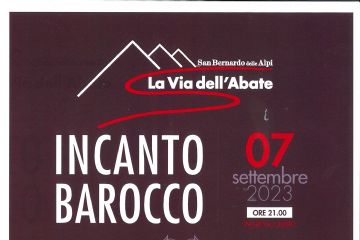 San Bernardo delle Alpi
La Via dell'Abate
INCANTO
BAROCCO
07
settembre
2023
ORE 21.00